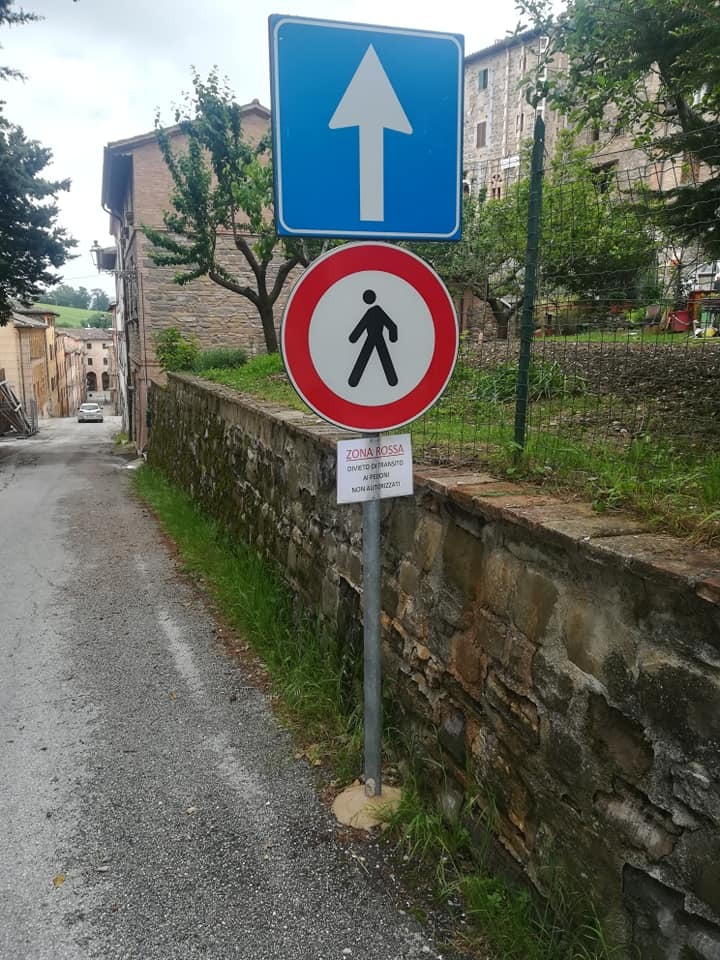 ZONA ROSSA
DIVIETO DI TRANSITO
AI PEDONI
NON AUTORIZZATI